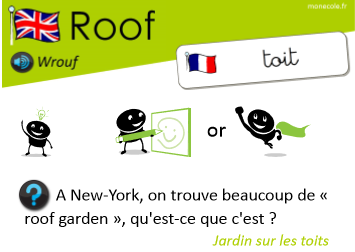 monecole.fr
Roof
Wrouf
toit
or
? A New-York, on trouve beaucoup de «
roof garden », qu'est-ce que c'est ?
Jardin sur les toits